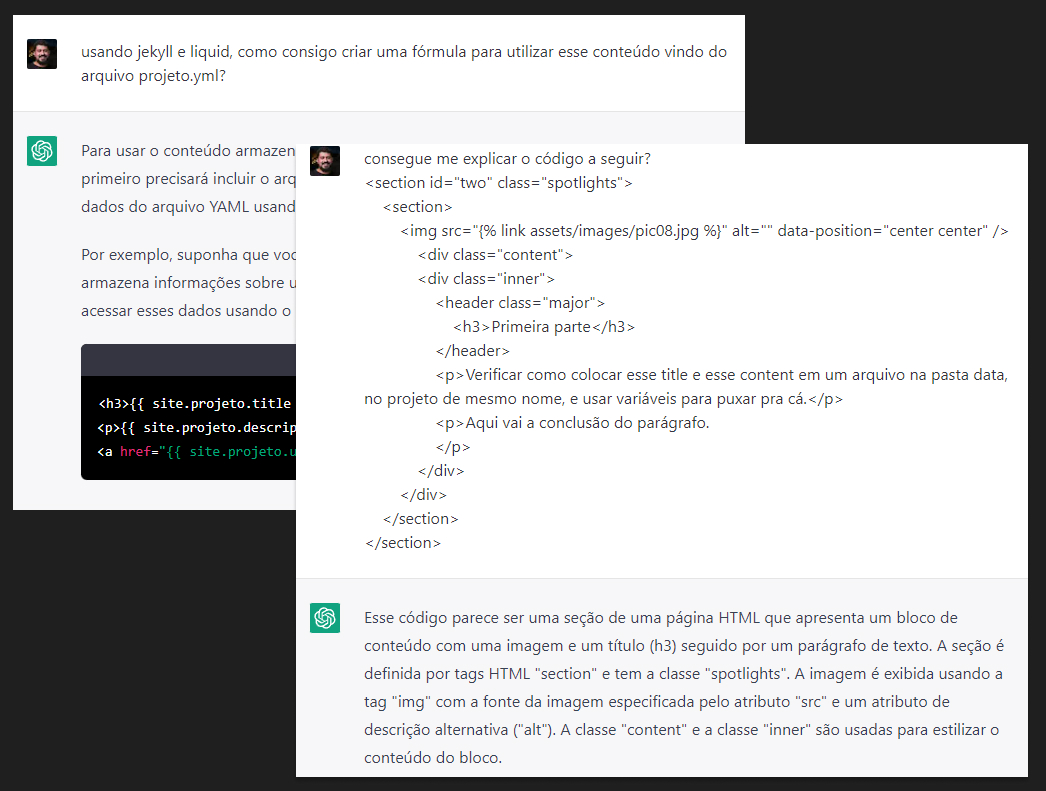 usando jekyll e liquid, como consigo criar uma fórmula para utilizar esse conteúdo vindo do
arquivo projeto.yml?
Para usar o conteúdo armazen
primeiro precisará incluir o arq
dados do arquivo YAML usand
Por exemplo, suponha que voc
armazena informações sobre u
acessar esses dados usando o
<h3>{{ site.projeto.title
<p>{{ site.projeto.descrip
<a href="{{ site.projeto.u
consegue me explicar o código a seguir?
<section id="two" class="spotlights">
<section>
<img src="{% link assets/images/pic08.jpg %}" alt="" data-position="center center" />
<div class="content">
<div class="inner">
<header class="major">
<h3>Primeira parte</h3>
</header>
<p>Verificar como colocar esse title e esse content em um arquivo na pasta data,
no projeto de mesmo nome, e usar variáveis para puxar pra cá.</p>
<p>Aqui vai a conclusão do parágrafo.
</p>
</div>
</div>
</section>
</section>
Esse código parece ser uma seção de uma página HTML que apresenta um bloco de
conteúdo com uma imagem e um título (h3) seguido por um parágrafo de texto. A seção é
definida por tags HTML "section" e tem a classe "spotlights". A imagem é exibida usando a
tag "img" com a fonte da imagem especificada pelo atributo "src" e um atributo de
descrição alternativa ("alt"). A classe "content" e a classe "inner" são usadas para estilizar o
conteúdo do bloco.